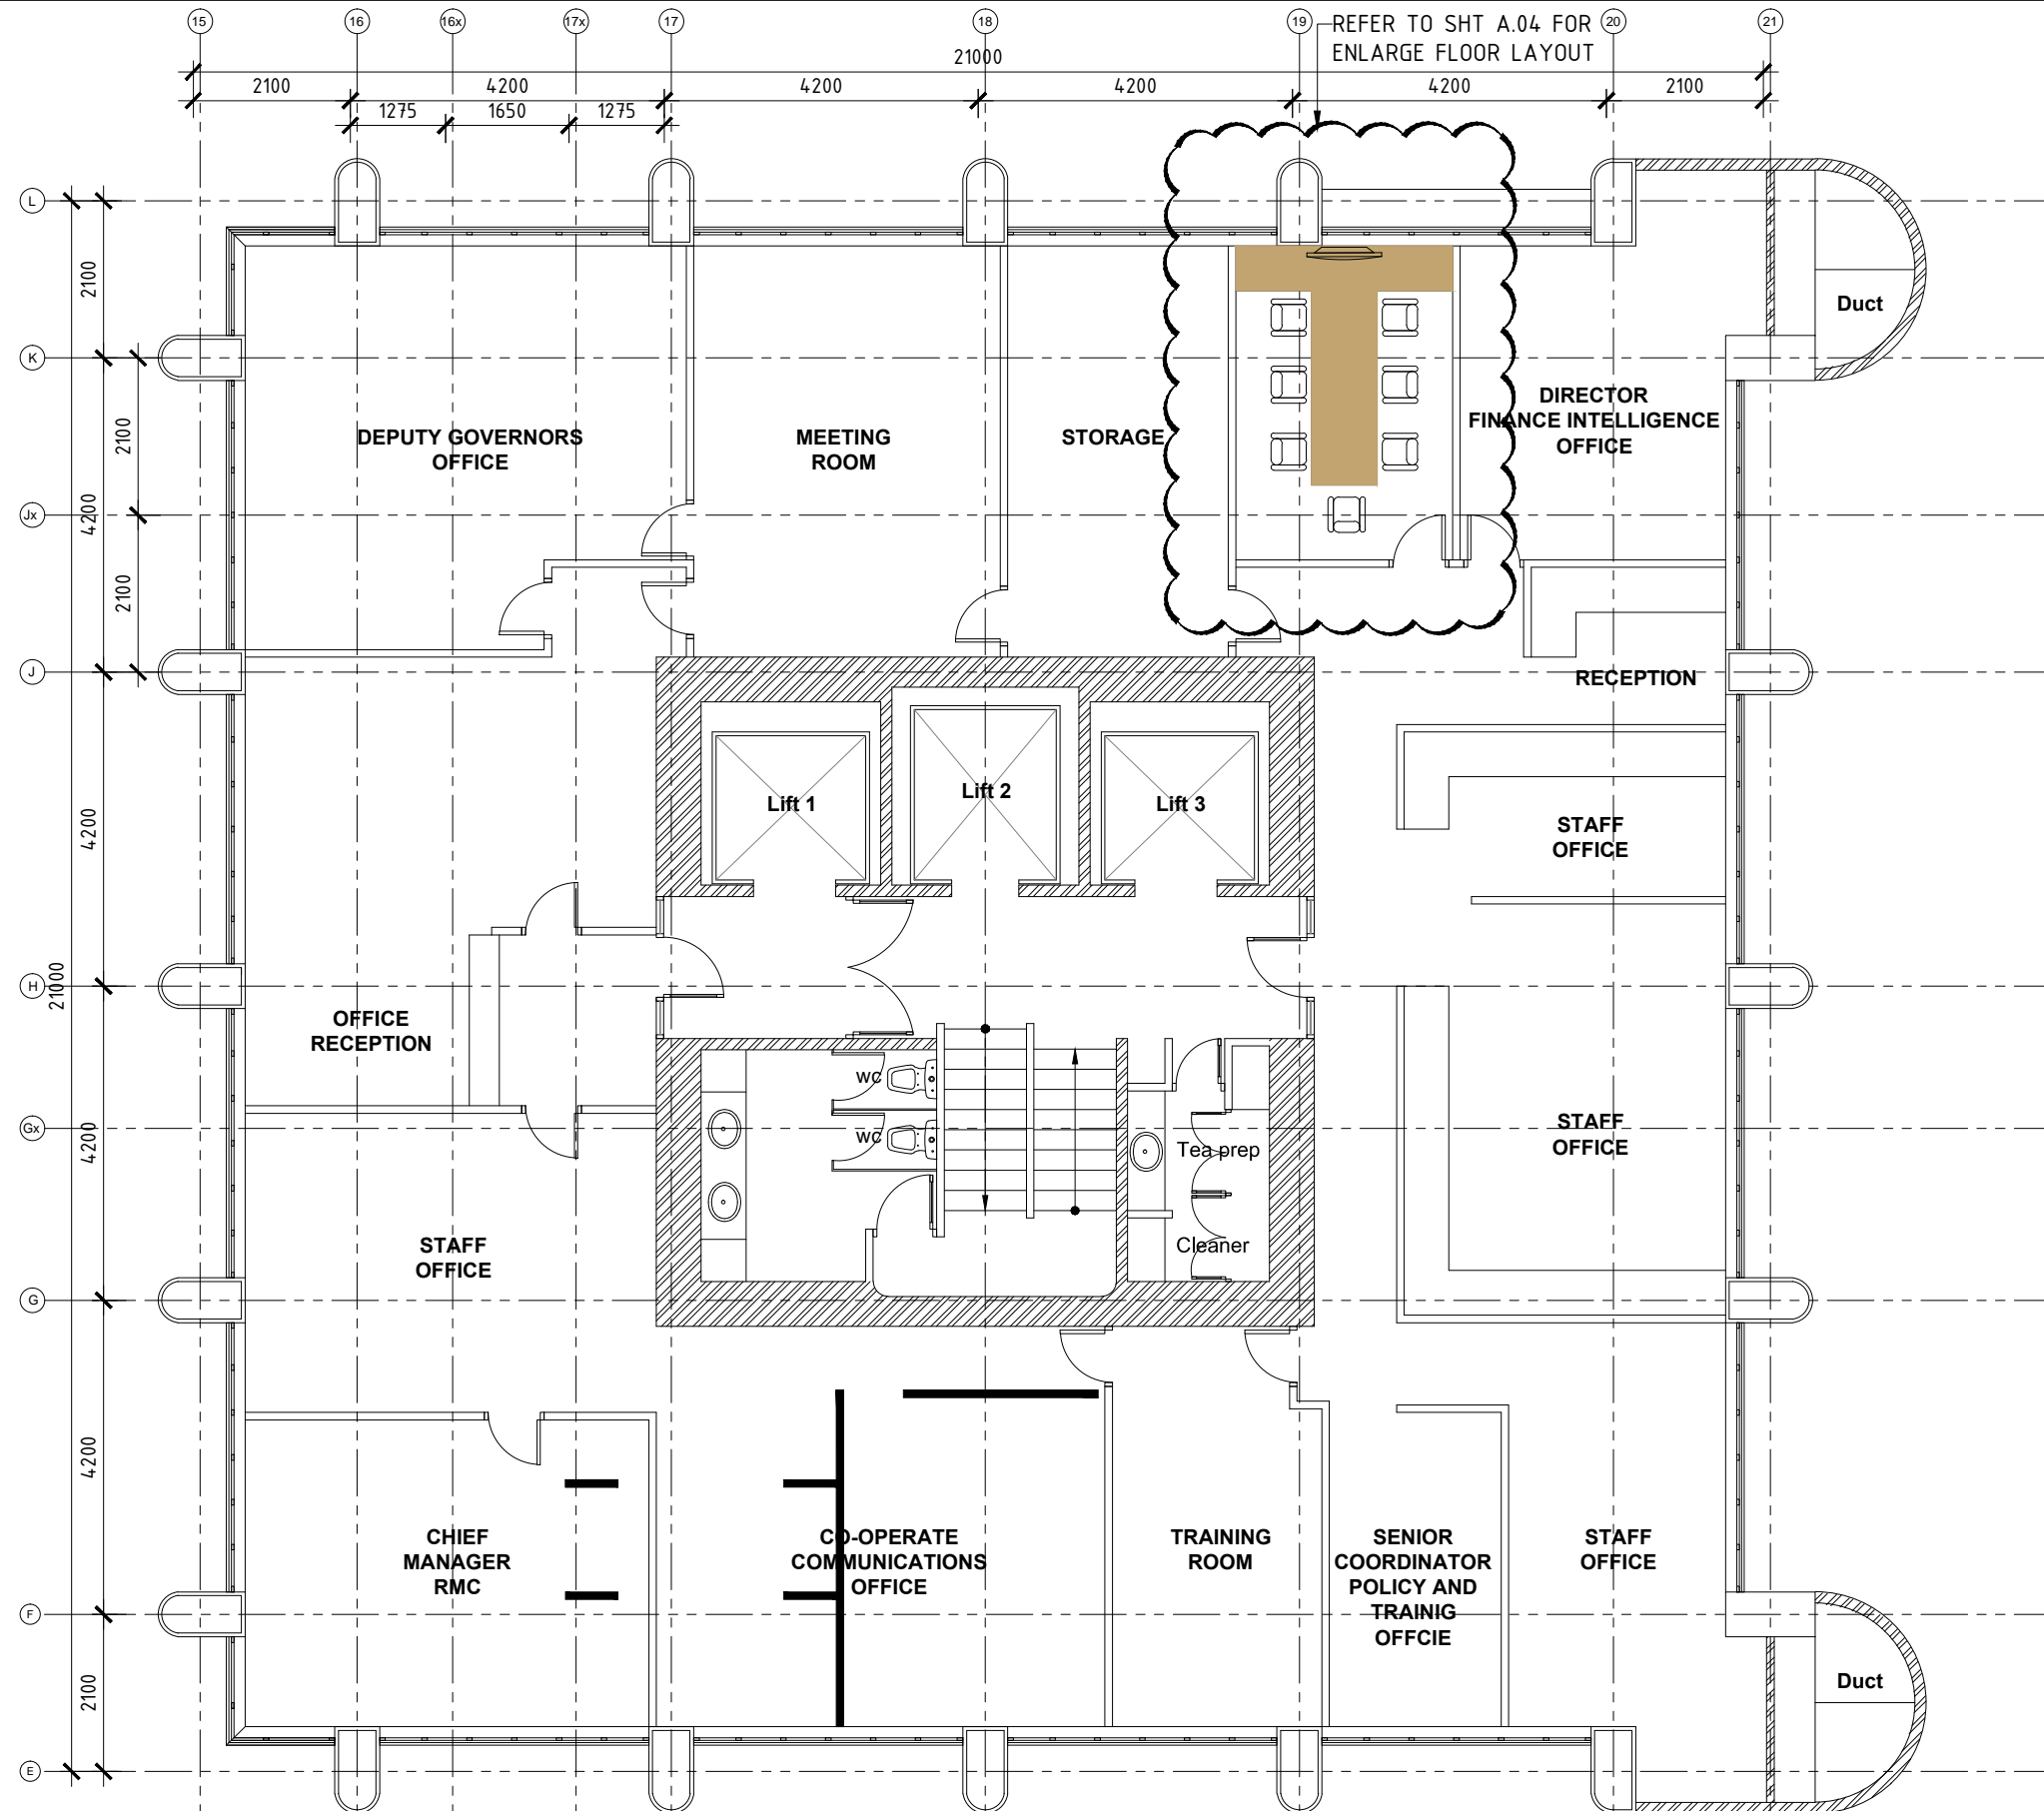 15
16
16x
17x
17
18
19
20
21
REFER TO SHT A.04 FOR
ENLARGE FLOOR LAYOUT
21000
2100
4200
4200
4200
4200
2100
1275
1650
1275
L
K
Jx
J
H
Gx
G
F
E
2100
4200
4200
4200
4200
2100
21000
2100
2100
DEPUTY GOVERNORS
OFFICE
MEETING
ROOM
STORAGE
DIRECTOR
FINANCE INTELLIGENCE
OFFICE
Duct
RECEPTION
Lift 1
Lift 2
Lift 3
STAFF
OFFICE
OFFICE
RECEPTION
wc
wc
Tea prep
Cleaner
STAFF
OFFICE
STAFF
OFFICE
CHIEF
MANAGER
RMC
CO-OPERATE
COMMUNICATIONS
OFFICE
TRAINING
ROOM
SENIOR
COORDINATOR
POLICY AND
TRAINIG
OFFCIE
STAFF
OFFICE
Duct